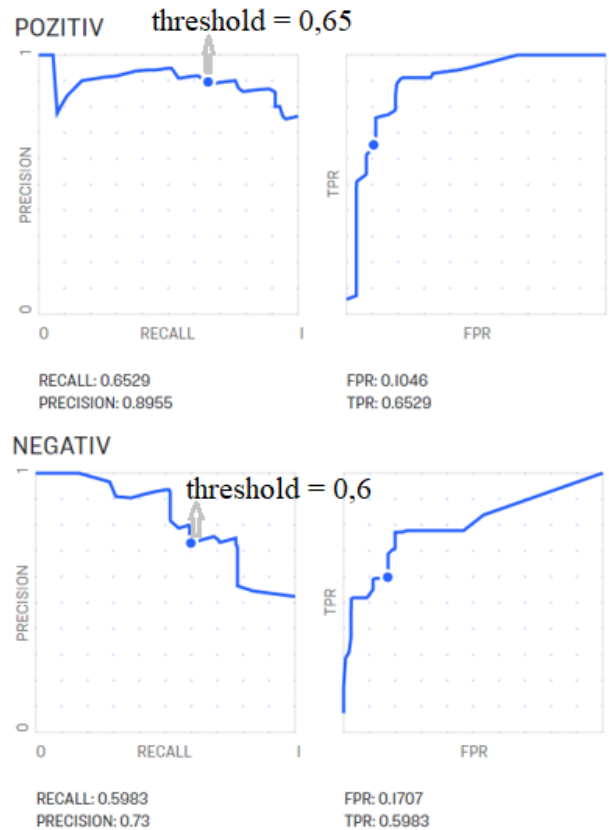 POZITIV
threshold = 0,65
1
PRECISION
0
0
RECALL
1
TPR
FPR
RECALL: 0.6529
PRECISION: 0.8955
FPR: 0.1046
TPR: 0.6529
NEGATIV
threshold = 0,6
1
PRECISION
0
0
RECALL
1
TPR
FPR
RECALL: 0.5983
PRECISION: 0.73
FPR: 0.1707
TPR: 0.5983